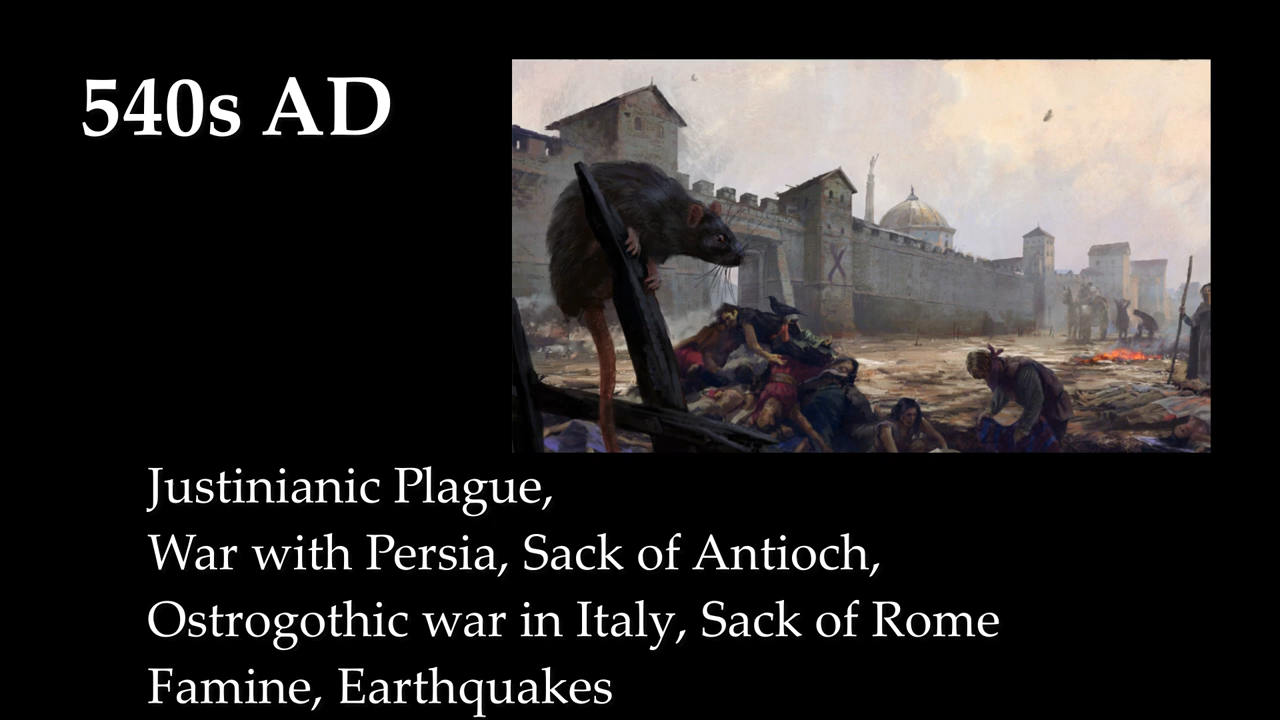 540s AD
Justinianic Plague,
War with Persia, Sack of Antioch,
Ostrogothic war in Italy, Sack of Rome
Famine, Earthquakes